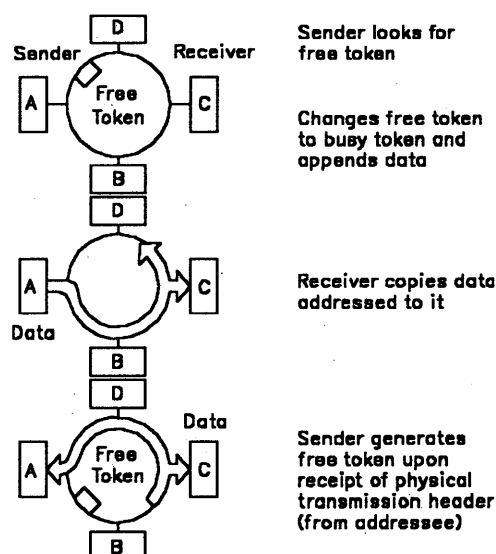 D
Sender
Receiver
Free
Token
A
C
B
Sender looks for
free token
Changes free token
to busy token and
appends data
D
A
C
Data
B
Receiver copies data
addressed to it
D
Data
Free
Token
A
C
B
Sender generates
free token upon
receipt of physical
transmission header
(from addressee)